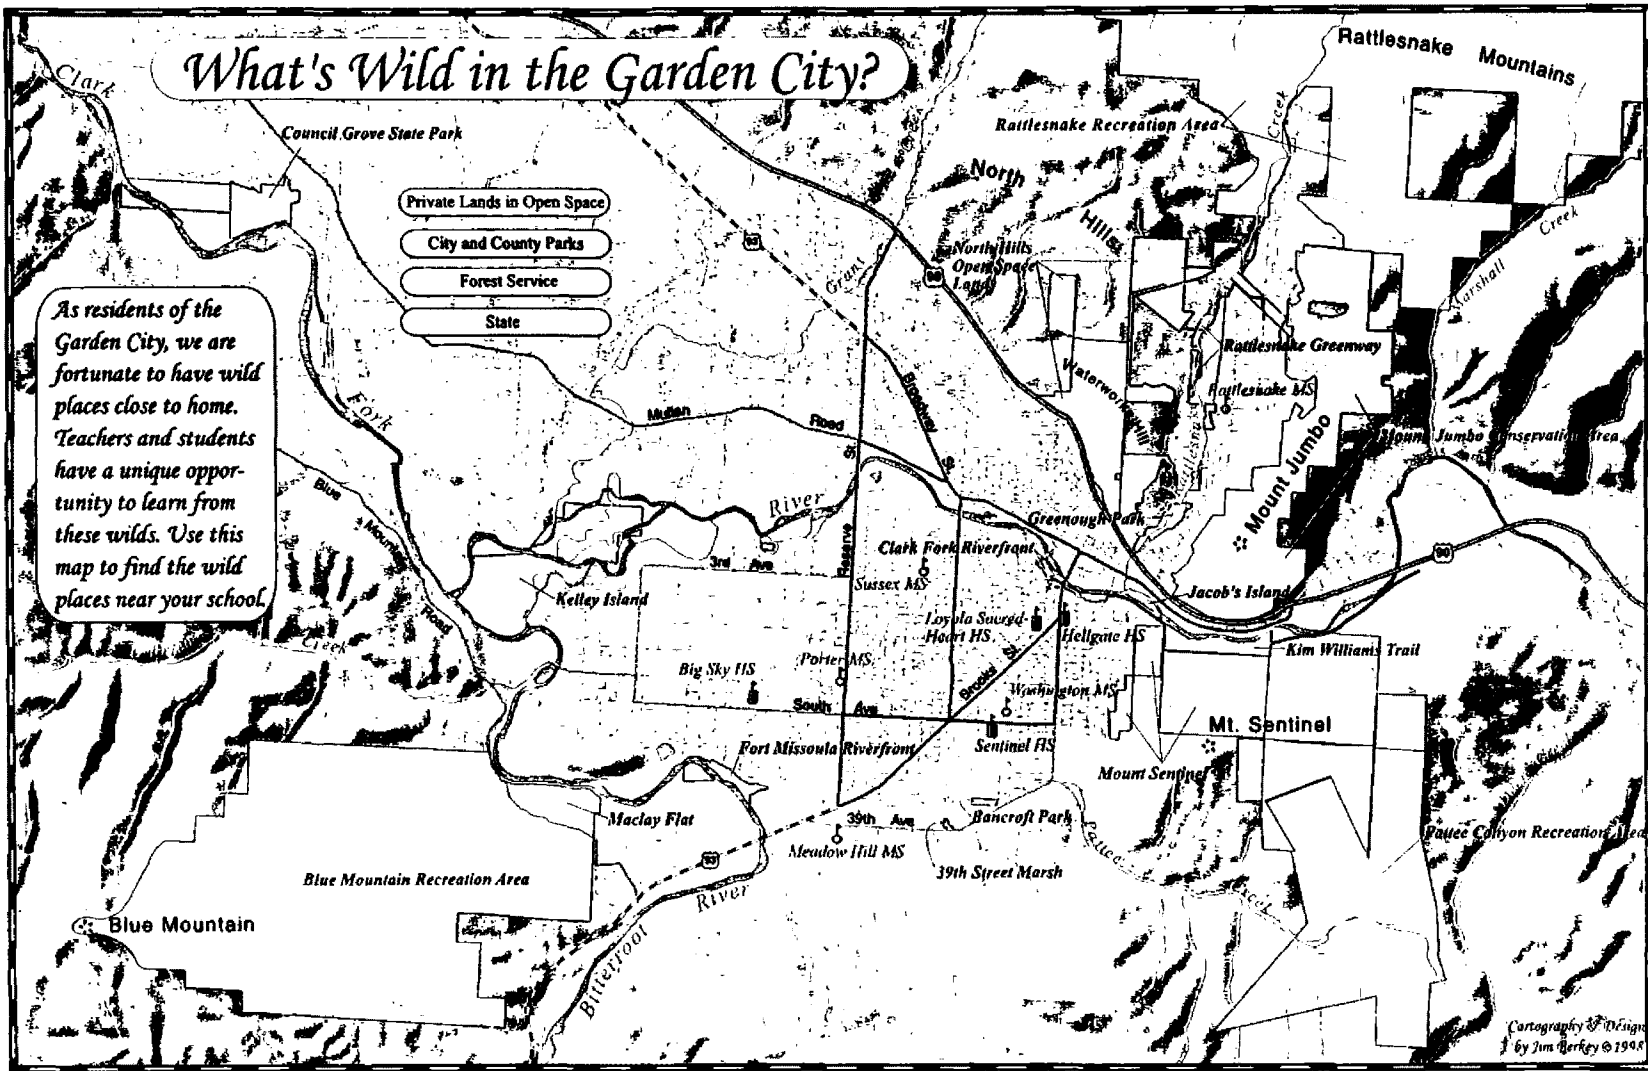 What's Wild in the Garden City?
Rattlesnake Mountains
Clark
Council Grove State Park
Rattlesnake Recreation Area
Creek
North
Hills
Private Lands in Open Space
City and County Parks
Forest Service
State
93
90
Grant
North Hills
Open Space
Lands
Creek
Marshall
As residents of the
Garden City, we are
fortunate to have wild
places close to home.
Teachers and students
have a unique oppor-
tunity to learn from
these wilds. Use this
map to find the wild
places near your school.
Rattlesnake Greenway
Waterworks Hill
Rattlesnake MS
Rattlesnake
Fork
Mullan Road
Broadway St.
Mount Jumbo Conservation Area
Mount Jumbo
Blue Mountain Road
River
Reserve St
Greenough Park
Clark Fork Riverfront
90
3rd Ave
Sussex MS
Kelley Island
Jacob's Island
Loyola Sacred
Heart HS
Hellgate HS
Creek
Kim Williams Trail
Big Sky HS
Porter MS
Brooks St
Washington MS
South Ave
Mt. Sentinel
Fort Missoula Riverfront
Sentinel HS
Mount Sentinel
Maclay Flat
39th Ave
Bancroft Park
Pattee
Pattee Canyon Recreation Area
Meadow Hill MS
93
39th Street Marsh
Blue Mountain Recreation Area
River
Creek
Blue Mountain
Bitterroot
Cartography & Design
by Jim Berkey © 1998